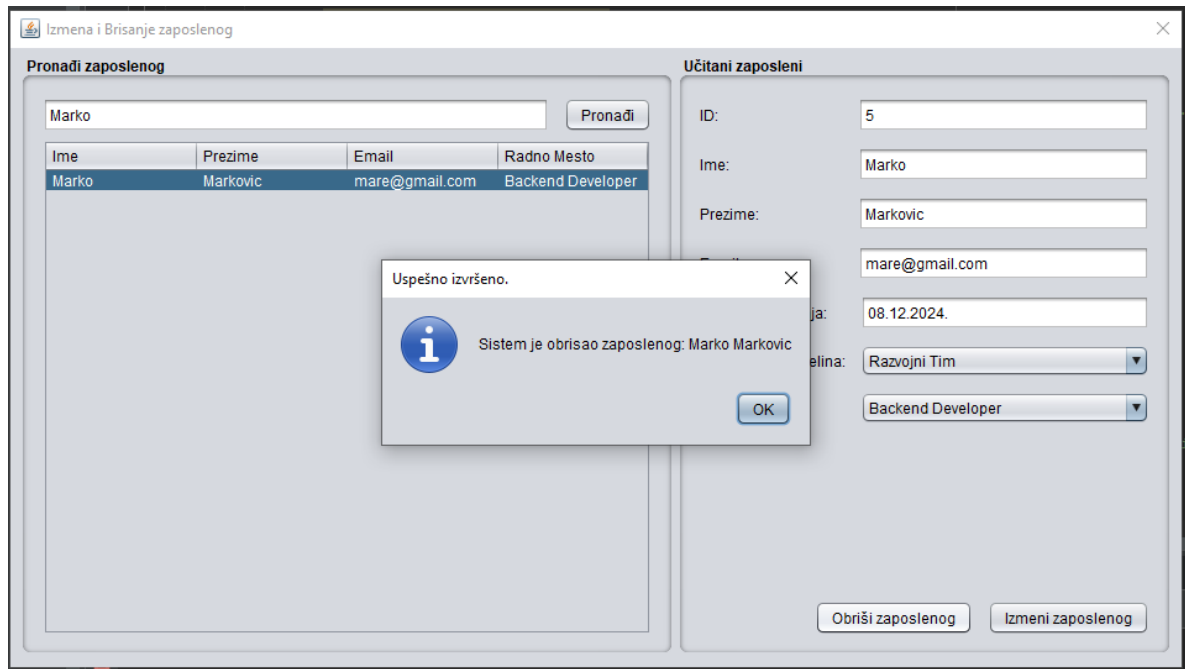 Izmena i Brisanje zaposlenog
Pronađi zaposlenog
Marko
Pronađi
Ime Prezime Email Radno Mesto
Marko Markovic mare@gmail.com Backend Developer
Učitani zaposleni
ID: 5
Ime: Marko
Prezime: Markovic
mare@gmail.com
ja: 08.12.2024.
elina: Razvojni Tim
Backend Developer
Uspešno izvršeno.
Sistem je obrisao zaposlenog: Marko Markovic
OK
Obriši zaposlenog Izmeni zaposlenog